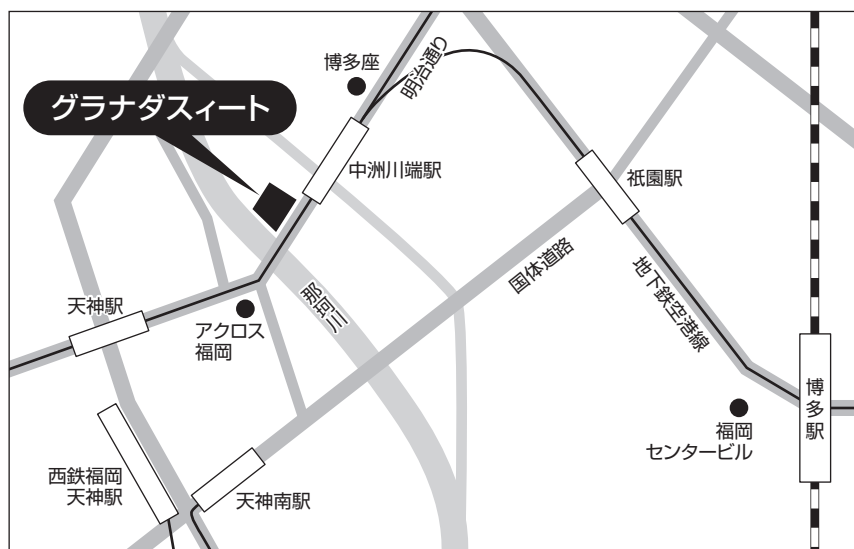 博多座
明治通り
グラナダスィート
中洲川端駅
祇園駅
国体道路
地下鉄空港線
那珂川
天神駅
アクロス
福岡
博多駅
福岡
センタービル
西鉄福岡
天神駅
天神南駅